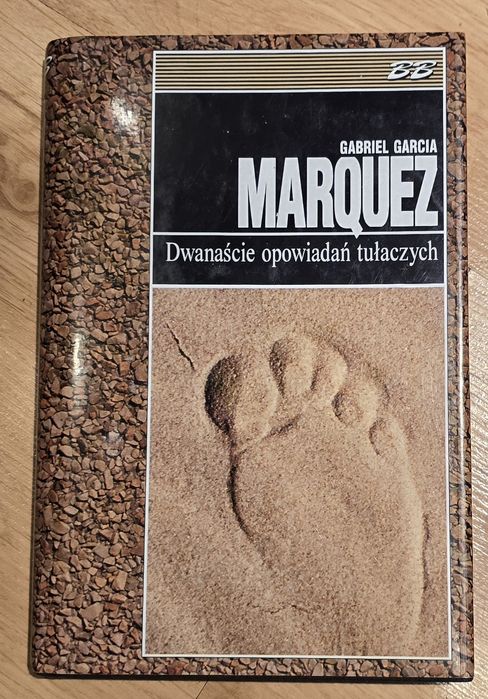 BB
GABRIEL GARCIA
MARQUEZ
Dwanaście opowiadań tułaczych